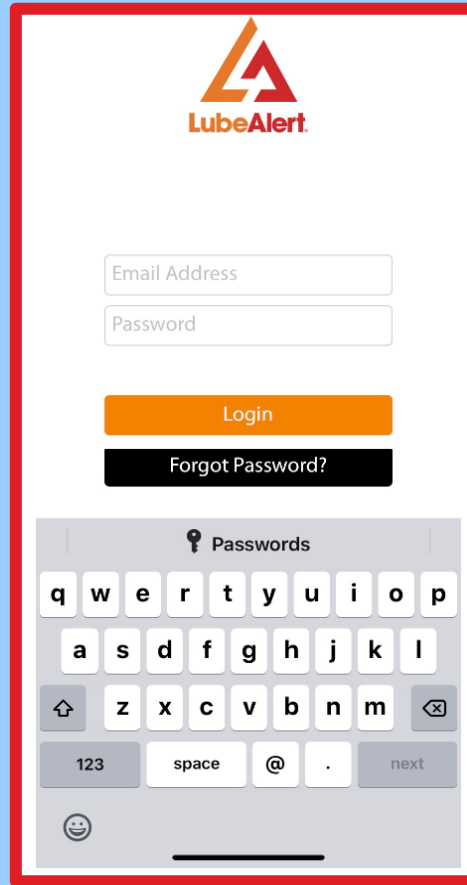 LubeAlert.
Email Address
Password
Login
Forgot Password?
Passwords
q w e r t y u i o p
a s d f g h j k l
z x c v b n m
123 space @ . next